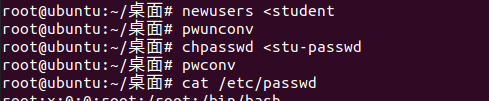 root@ubuntu:~/桌面# newusers <student
root@ubuntu:~/桌面# pwunconv
root@ubuntu:~/桌面# chpasswd <stu-passwd
root@ubuntu:~/桌面# pwconv
root@ubuntu:~/桌面# cat /etc/passwd
root:x:0:0:root:/root:/bin/bash